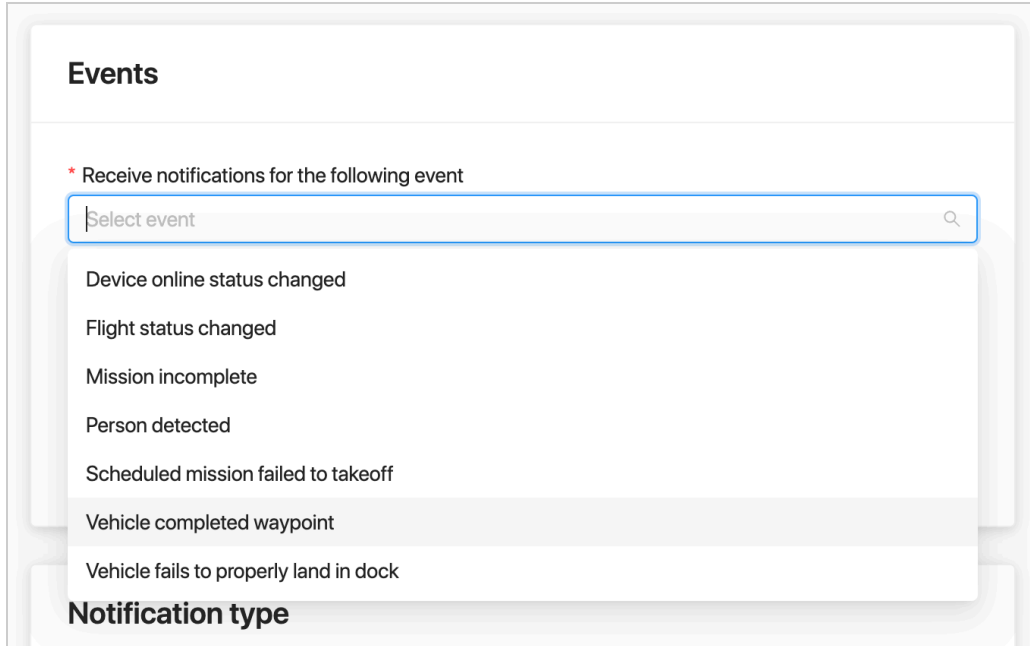 Events
* Receive notifications for the following event
Select event
Device online status changed
Flight status changed
Mission incomplete
Person detected
Scheduled mission failed to takeoff
Vehicle completed waypoint
Vehicle fails to properly land in dock
Notification type